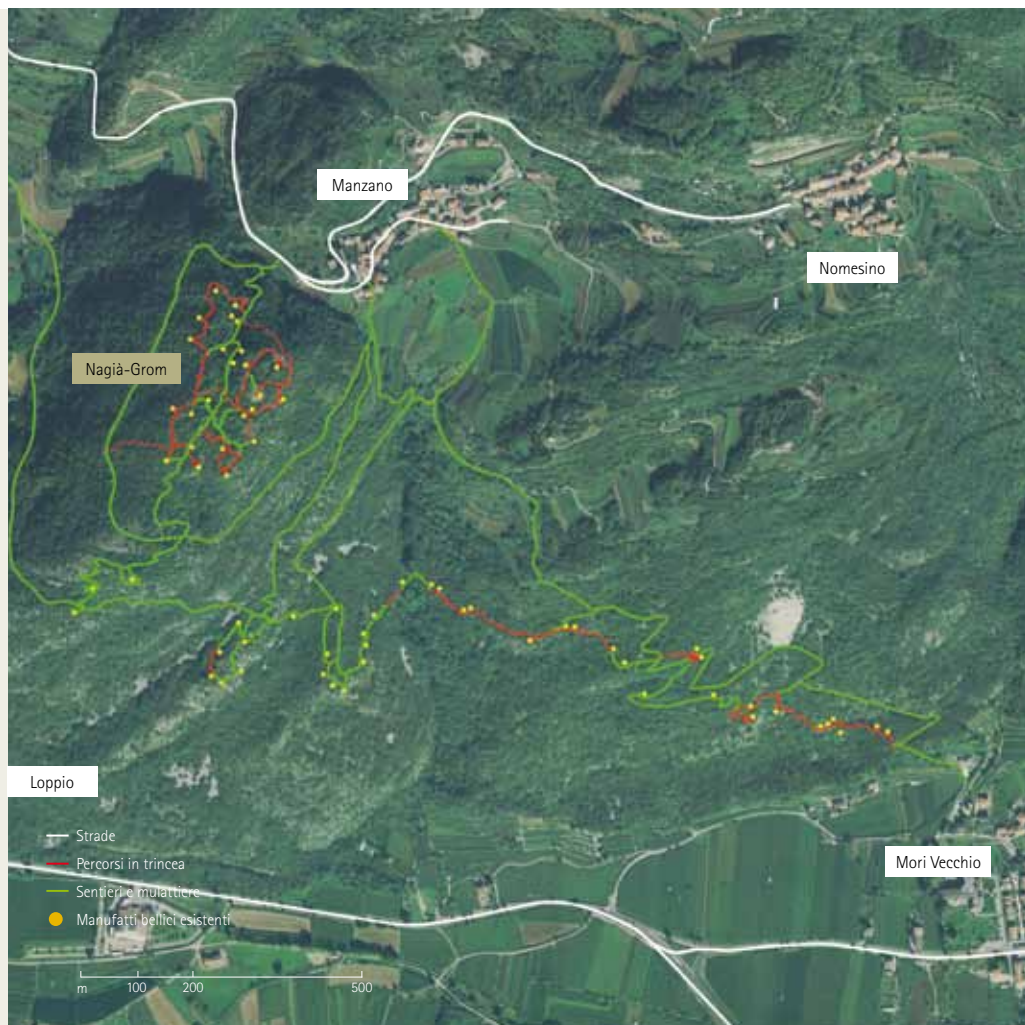 Manzano
Nomesino
Nagià-Grom
Loppio
Strade
Percorsi in trincea
Sentieri e mulattiere
Mori Vecchio
Manufatti bellici esistenti
m 100 200 500